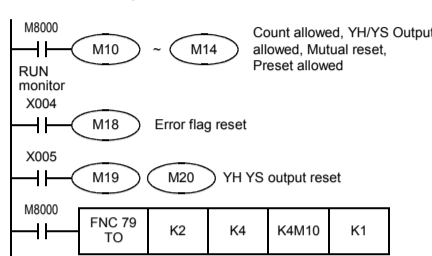 M8000
M10 ~ M14
Count allowed, YH/YS Output
allowed, Mutual reset,
Preset allowed
RUN
monitor
X004
M18 Error flag reset
X005
M19 M20 YH YS output reset
M8000
FNC 79
TO
K2 K4 K4M10 K1